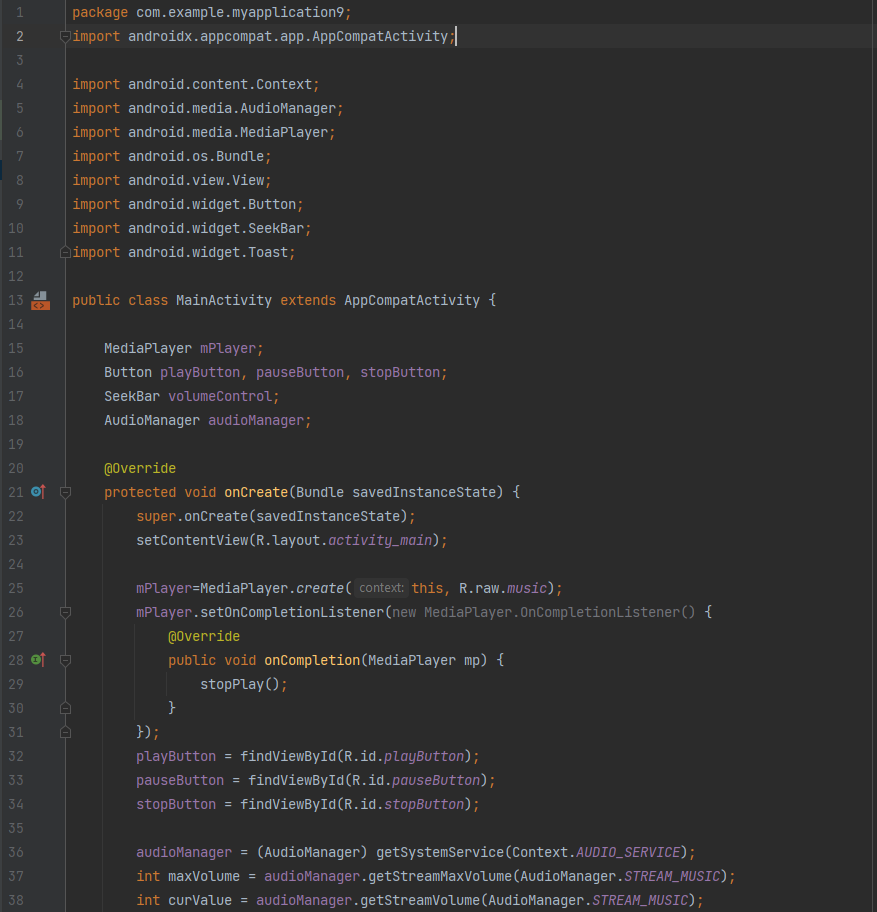 1 package com.example.myapplication9;
2 import androidx.appcompat.app.AppCompatActivity;
3
4 import android.content.Context;
5 import android.media.AudioManager;
6 import android.media.MediaPlayer;
7 import android.os.Bundle;
8 import android.view.View;
9 import android.widget.Button;
10 import android.widget.SeekBar;
11 import android.widget.Toast;
12
13 public class MainActivity extends AppCompatActivity {
14
15     MediaPlayer mPlayer;
16     Button playButton, pauseButton, stopButton;
17     SeekBar volumeControl;
18     AudioManager audioManager;
19
20     @Override
21     protected void onCreate(Bundle savedInstanceState) {
22         super.onCreate(savedInstanceState);
23         setContentView(R.layout.activity_main);
24
25         mPlayer=MediaPlayer.create( context: this, R.raw.music);
26         mPlayer.setOnCompletionListener(new MediaPlayer.OnCompletionListener() {
27             @Override
28             public void onCompletion(MediaPlayer mp) {
29                 stopPlay();
30             }
31         });
32         playButton = findViewById(R.id.playButton);
33         pauseButton = findViewById(R.id.pauseButton);
34         stopButton = findViewById(R.id.stopButton);
35
36         audioManager = (AudioManager) getSystemService(Context.AUDIO_SERVICE);
37         int maxVolume = audioManager.getStreamMaxVolume(AudioManager.STREAM_MUSIC);
38         int curValue = audioManager.getStreamVolume(AudioManager.STREAM_MUSIC);